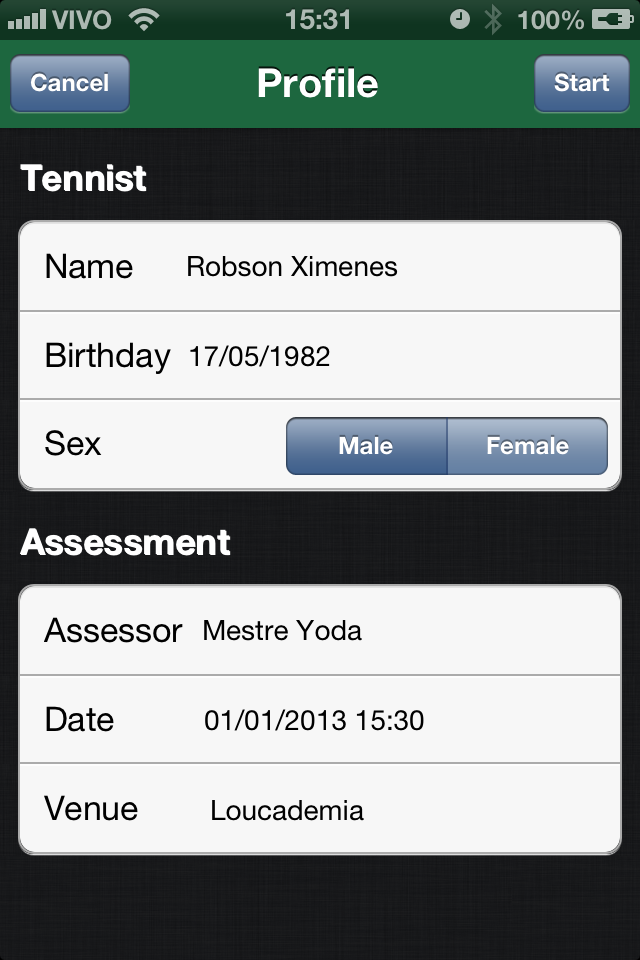 VIVO 15:31 100%
Cancel Profile Start
Tennist
Name Robson Ximenes
Birthday 17/05/1982
Sex Male Female
Assessment
Assessor Mestre Yoda
Date 01/01/2013 15:30
Venue Loucademia